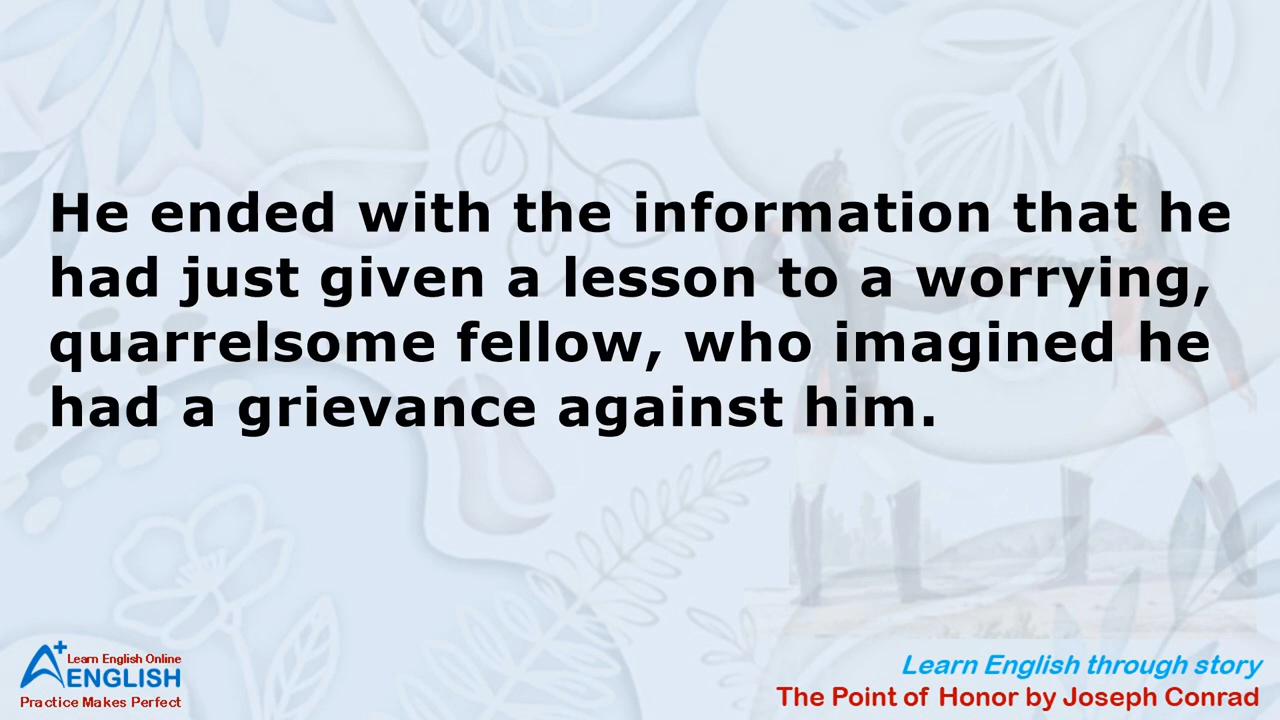 He ended with the information that he
had just given a lesson to a worrying,
quarrelsome fellow, who imagined he
had a grievance against him.
A+ Learn English Online
ENGLISH
Practice Makes Perfect
Learn English through story
The Point of Honor by Joseph Conrad